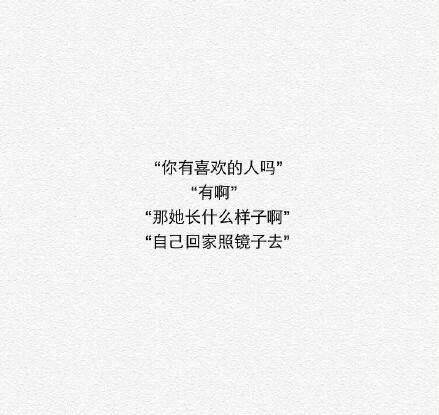 “你有喜欢的人吗”
“有啊”
“那她长什么样子啊”
“自己回家照镜子去”